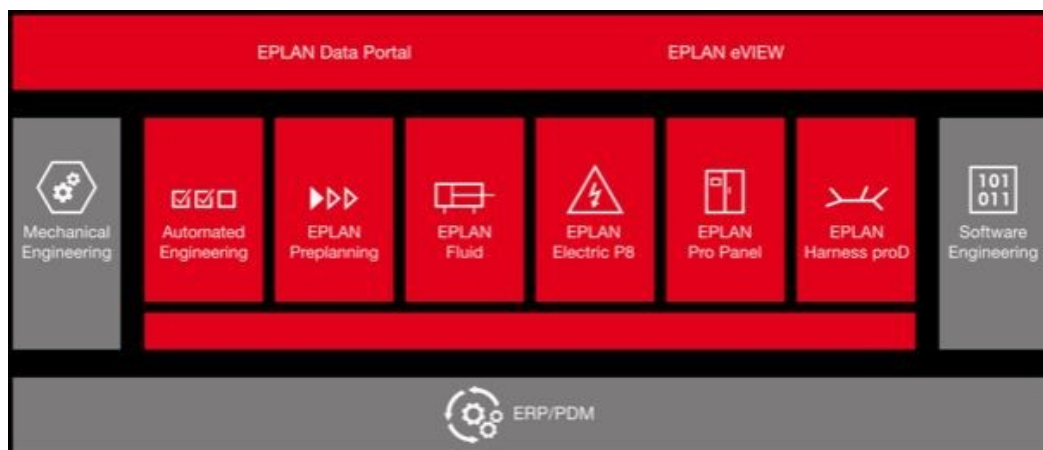 EPLAN Data Portal
EPLAN eVIEW
Mechanical
Engineering
Automated
Engineering
EPLAN
Preplanning
EPLAN
Fluid
EPLAN
Electric P8
EPLAN
Pro Panel
EPLAN
Harness proD
101
011
Software
Engineering
ERP/PDM